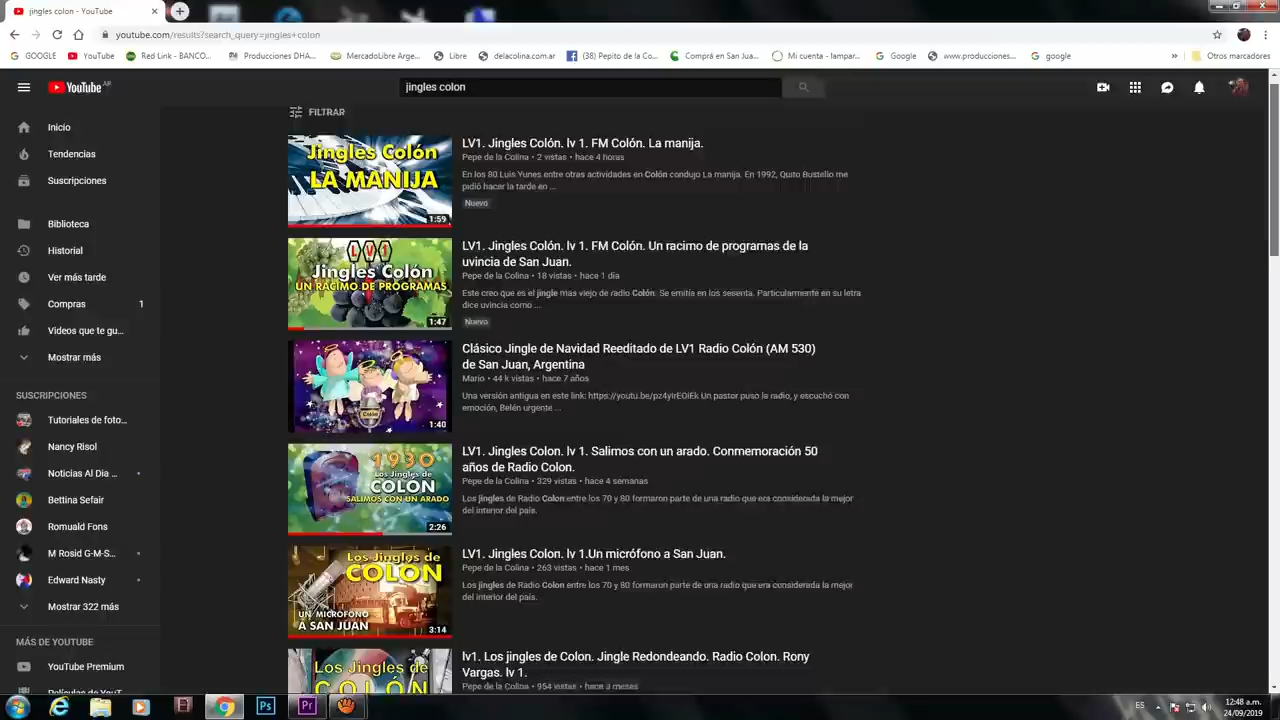 jingles colon - YouTube
youtube.com/results?search_query=jingles+colon
GOOGLE YouTube Red Link - BANCO... Producciones DHA... MercadoLibre Arge... Libre delacolina.com.ar (38) Pepito de la Co... Comprá en San Jua... Mi cuenta - lampar... Google www.producciones... google » Otros marcadores
YouTube AR
jingles colon
FILTRAR
Inicio
Tendencias
Suscripciones
Biblioteca
Historial
Ver más tarde
Compras 1
Videos que te gu...
Mostrar más
SUSCRIPCIONES
Tutoriales de foto...
Nancy Risol
Noticias Al Dia ...
Bettina Sefair
Romuald Fons
M Rosid G-M-S...
Edward Nasty
Mostrar 322 más
MÁS DE YOUTUBE
YouTube Premium
Películas de YouT...
Jingles Colón
LA MANIJA
1:59
LV1. Jingles Colón. lv 1. FM Colón. La manija.
Pepe de la Colina • 2 vistas • hace 4 horas
En los 80 Luis Yunes entre otras actividades en Colón condujo La manija. En 1992, Quito Bustelo me
pidió hacer la tarde en ...
Nuevo
LV1
Jingles Colón
UN RACIMO DE PROGRAMAS
1:47
LV1. Jingles Colón. lv 1. FM Colón. Un racimo de programas de la
uvincia de San Juan.
Pepe de la Colina • 18 vistas • hace 1 día
Este creo que es el jingle mas viejo de radio Colón. Se emitía en los sesenta. Particularmente en su letra
dice uvincia como ...
Nuevo
Colón
1:40
Clásico Jingle de Navidad Reeditado de LV1 Radio Colón (AM 530)
de San Juan, Argentina
Mario • 44 k vistas • hace 7 años
Una versión antigua en este link: https://youtu.be/pz4yIrEOiEk Un pastor puso la radio, y escuchó con
emoción, Belén urgente ...
1930
Los Jingles de
COLON
SALIMOS CON UN ARADO
2:26
LV1. Jingles Colon. lv 1. Salimos con un arado. Conmemoración 50
años de Radio Colon.
Pepe de la Colina • 329 vistas • hace 4 semanas
Los jingles de Radio Colon entre los 70 y 80 formaron parte de una radio que era considerada la mejor
del interior del país.
Los Jingles de
COLON
UN MICROFONO
A SAN JUAN
3:14
LV1. Jingles Colon. lv 1.Un micrófono a San Juan.
Pepe de la Colina • 263 vistas • hace 1 mes
Los jingles de Radio Colon entre los 70 y 80 formaron parte de una radio que era considerada la mejor
del interior del país.
Los Jingles de
COLÓN
lv1. Los jingles de Colon. Jingle Redondeando. Radio Colon. Rony
Vargas. lv 1.
Pepe de la Colina • 954 vistas • hace 3 meses
Ps Pr
ES
12:48 a.m.
24/09/2019